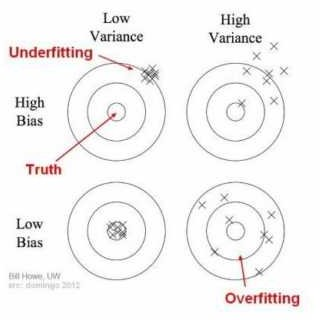 Low
Variance
High
Variance
Underfitting
High
Bias
Truth
Low
Bias
Bill Howe, UW
src: domingo 2012
Overfitting